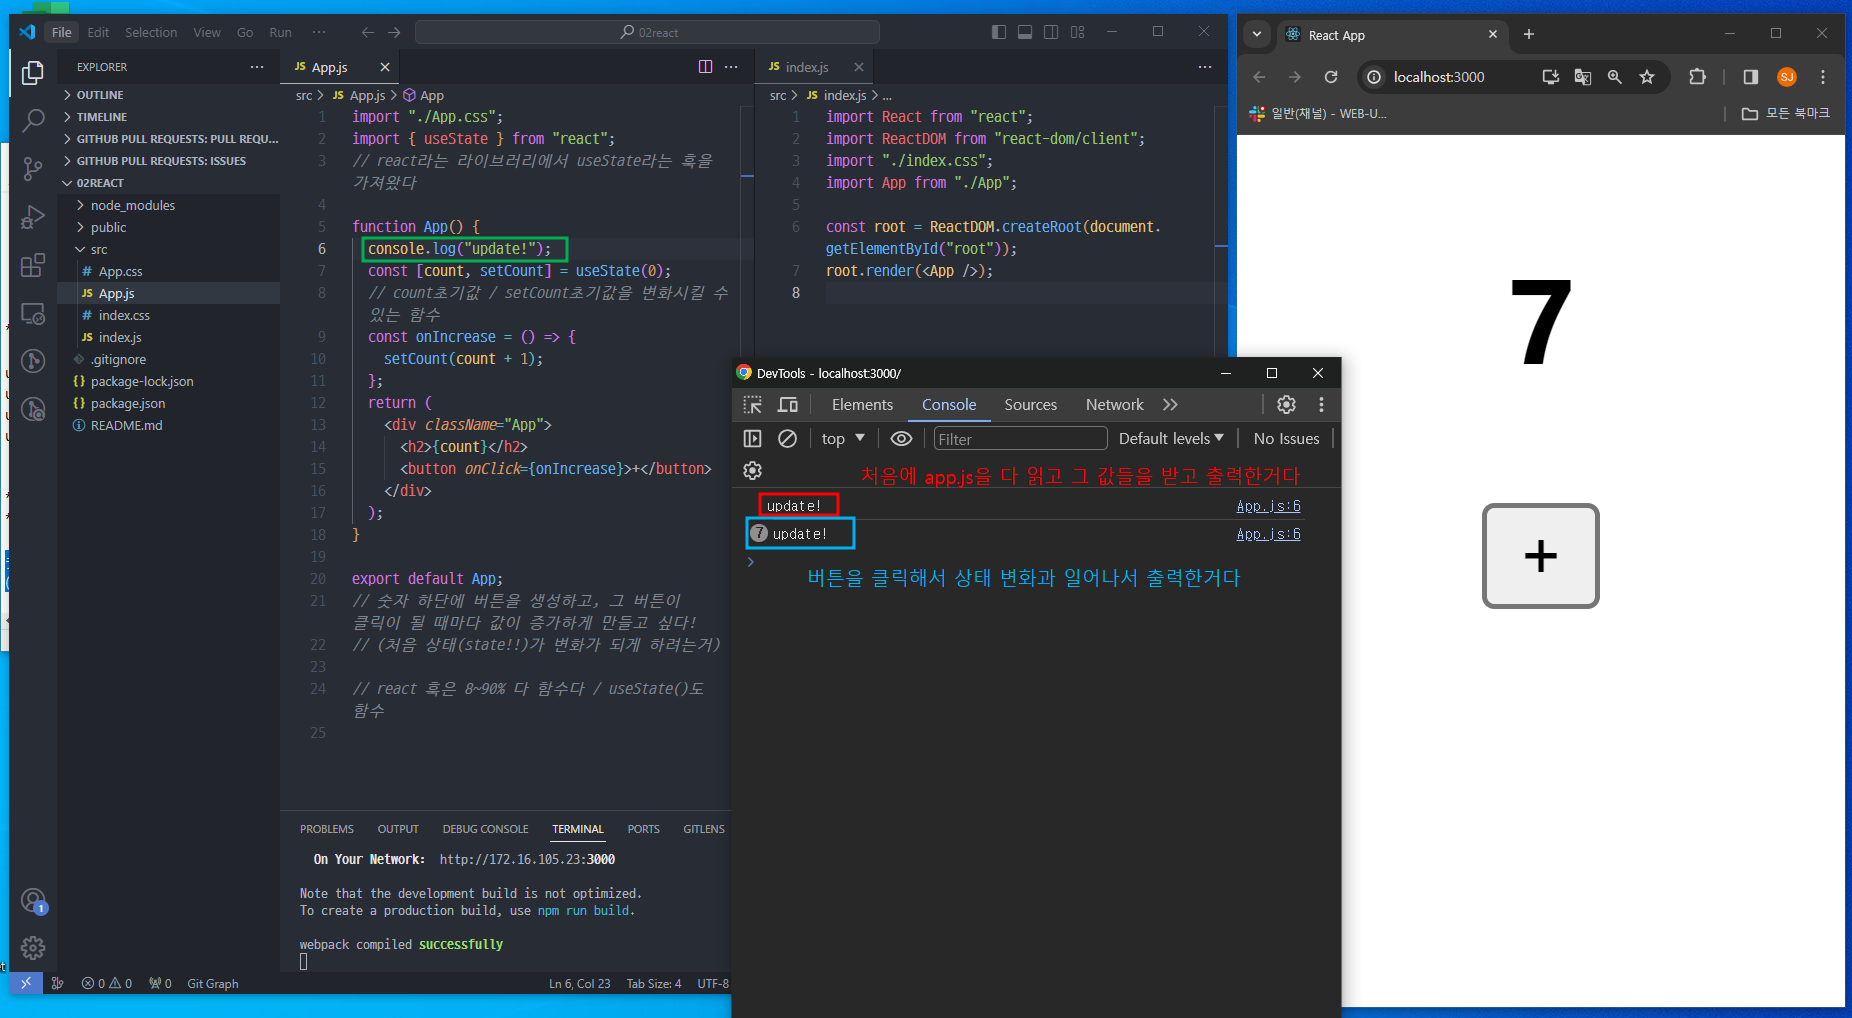 File Edit Selection View Go Run ··· 02react
EXPLORER ···
OUTLINE
TIMELINE
GITHUB PULL REQUESTS: PULL REQU...
GITHUB PULL REQUESTS: ISSUES
02REACT
node_modules
public
src
# App.css
JS App.js
# index.css
JS index.js
.gitignore
{} package-lock.json
{} package.json
README.md
JS App.js
src > JS App.js > App
1 import "./App.css";
2 import { useState } from "react";
3 // react라는 라이브러리에서 useState라는 훅을
가져왔다
4
5 function App() {
6 console.log("update!");
7 const [count, setCount] = useState(0);
8 // count초기값 / setCount초기값을 변화시킬 수
있는 함수
9 const onIncrease = () => {
10 setCount(count + 1);
11 };
12 return (
13 <div className="App">
14 <h2>{count}</h2>
15 <button onClick={onIncrease}>+</button>
16 </div>
17 );
18 }
19
20 export default App;
21 // 숫자 하단에 버튼을 생성하고, 그 버튼이
클릭이 될 때마다 값이 증가하게 만들고 싶다!
22 // (처음 상태(state!!)가 변화가 되게 하려는거)
23
24 // react 훅은 8~90% 다 함수다 / useState()도
함수
25
JS index.js
src > JS index.js > ...
1 import React from "react";
2 import ReactDOM from "react-dom/client";
3 import "./index.css";
4 import App from "./App";
5
6 const root = ReactDOM.createRoot(document.
getElementById("root"));
7 root.render(<App />);
8
PROBLEMS OUTPUT DEBUG CONSOLE TERMINAL PORTS GITLENS
On Your Network: http://172.16.105.23:3000
Note that the development build is not optimized.
To create a production build, use npm run build.
webpack compiled successfully
1
0 0 0 Git Graph Ln 6, Col 23 Tab Size: 4 UTF-8
DevTools - localhost:3000/
Elements Console Sources Network >>
top Filter Default levels No Issues
처음에 app.js을 다 읽고 그 값들을 받고 출력한거다
update! App.js:6
7 update! App.js:6
버튼을 클릭해서 상태 변화과 일어나서 출력한거다
React App
localhost:3000 SJ
일반(채널) - WEB-U... 모든 북마크
7
+